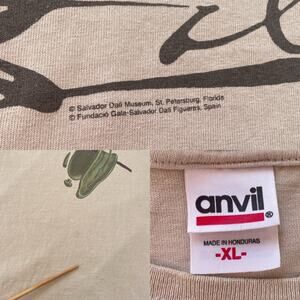 © Salvador Dalí Museum, St. Petersburg, Florida
© Fundació Gala-Salvador Dalí Figueres, Spain
anvil®
MADE IN HONDURAS
-XL-